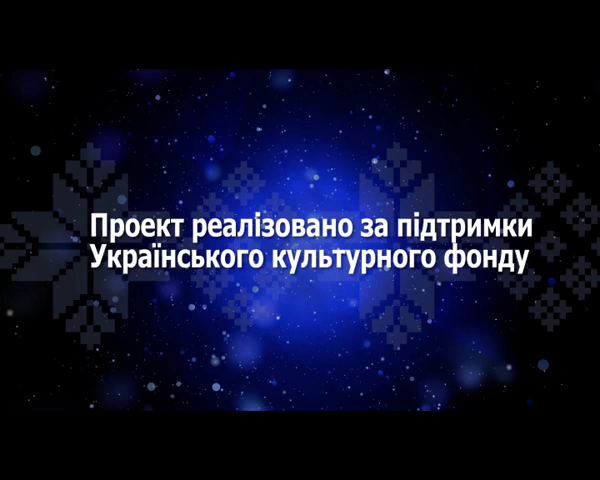 Проект реалізовано за підтримки
Українського культурного фонду